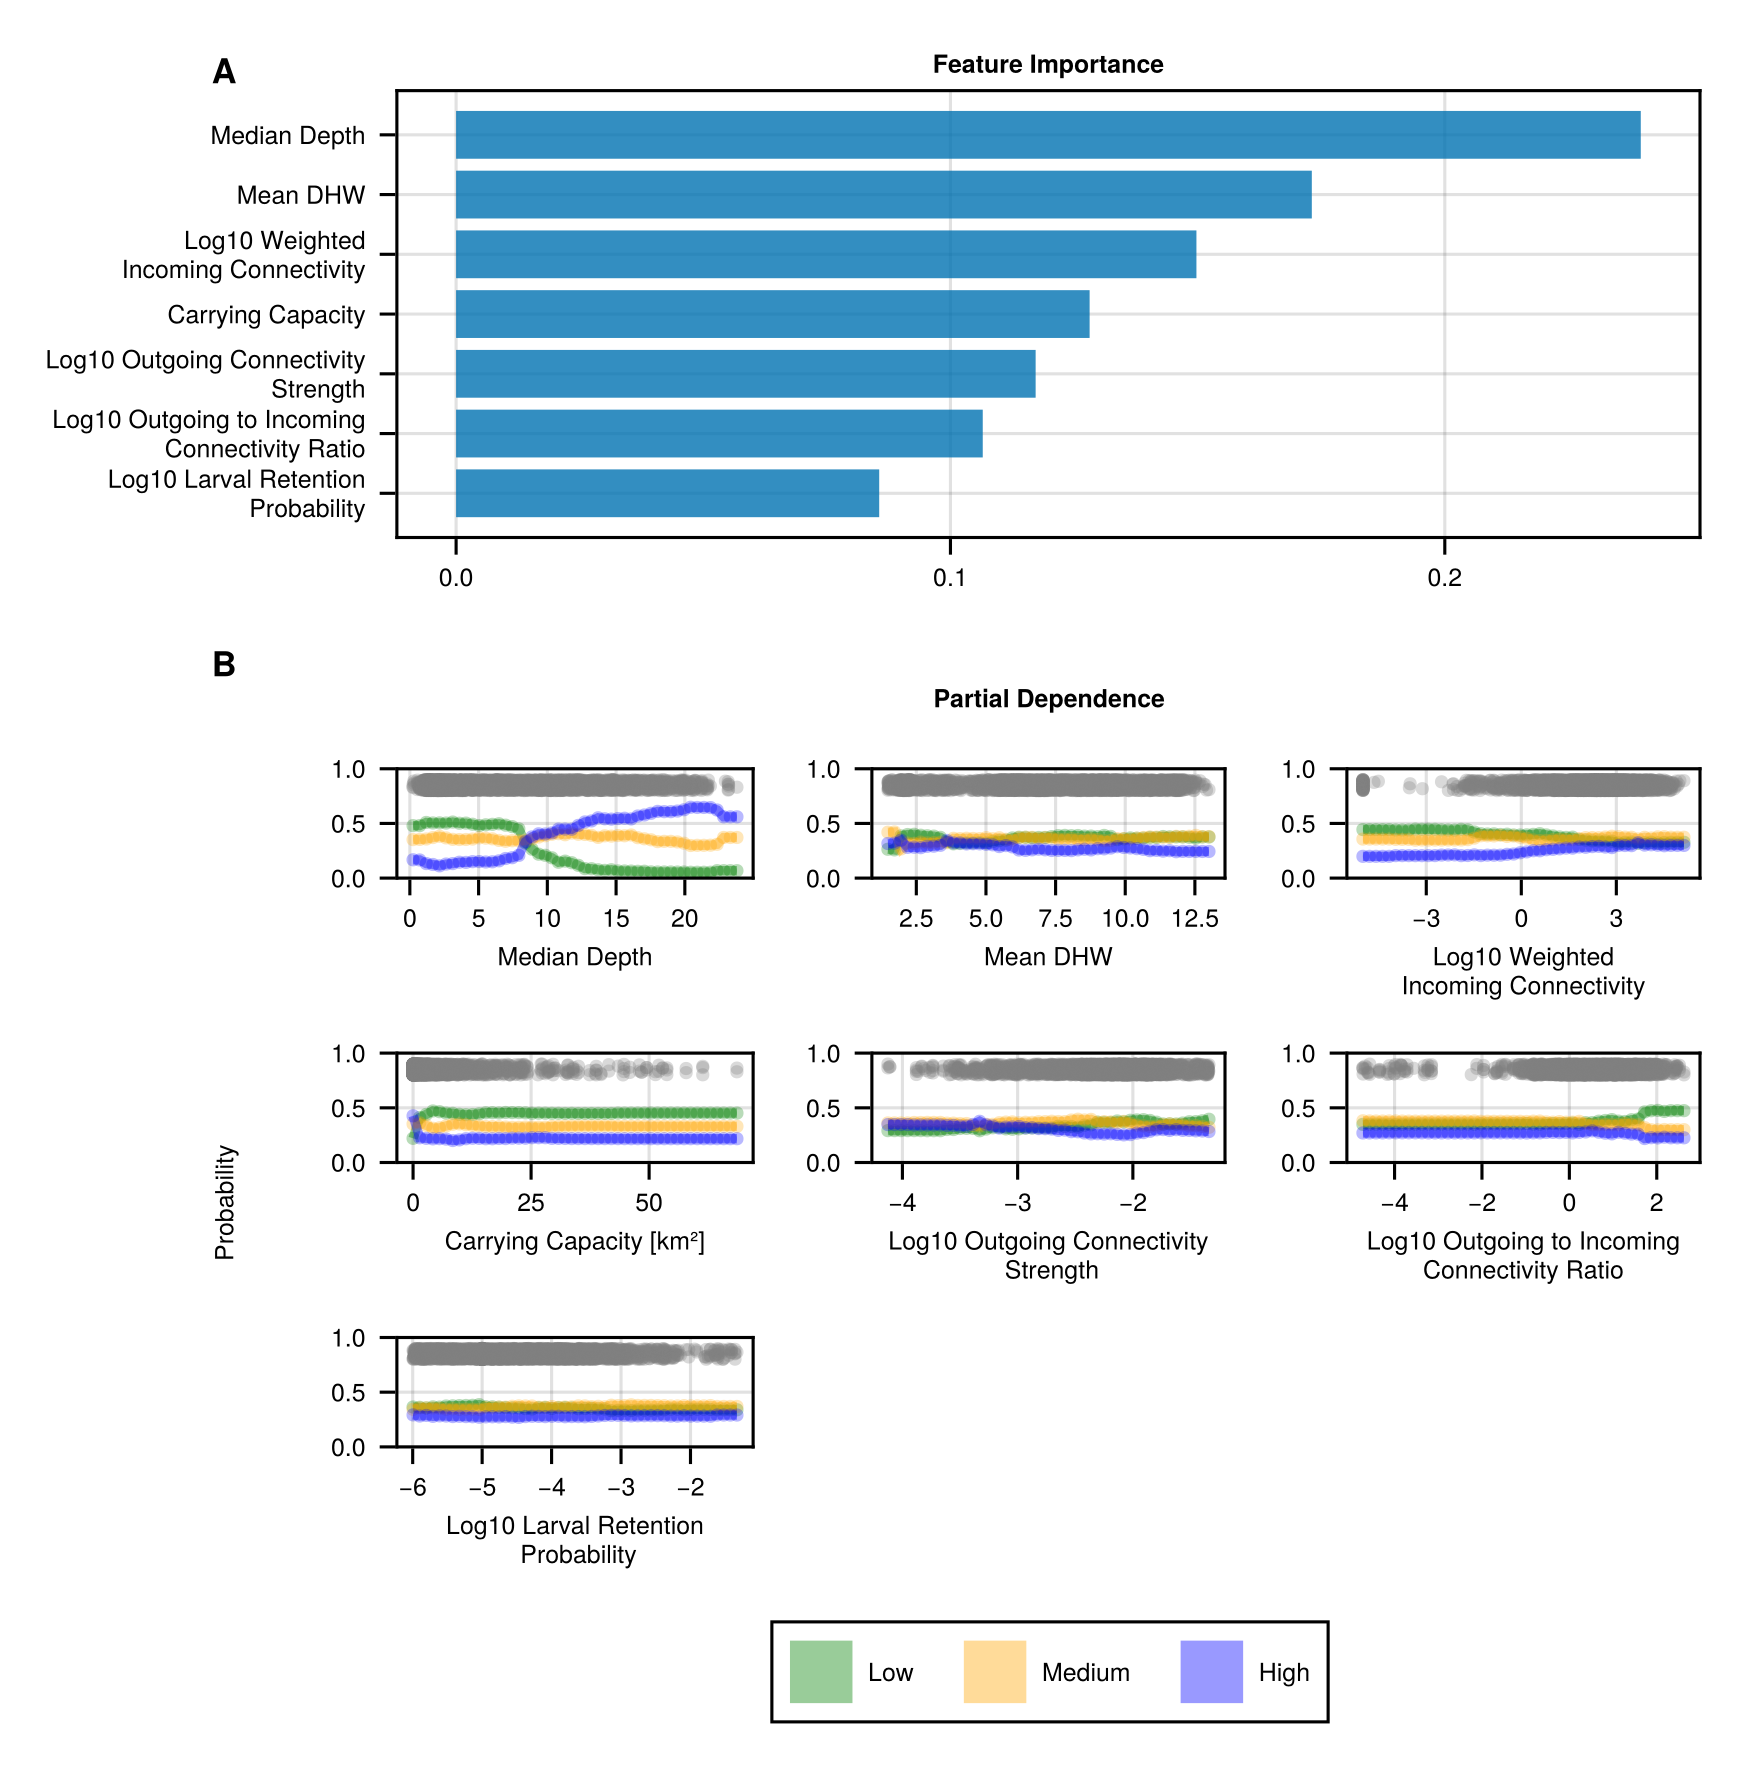 A
Feature Importance
Median Depth
Mean DHW
Log10 Weighted
Incoming Connectivity
Carrying Capacity
Log10 Outgoing Connectivity
Strength
Log10 Outgoing to Incoming
Connectivity Ratio
Log10 Larval Retention
Probability
0.0 0.1 0.2
B
Partial Dependence
Probability
1.0
0.5
0.0
0 5 10 15 20
Median Depth
1.0
0.5
0.0
2.5 5.0 7.5 10.0 12.5
Mean DHW
1.0
0.5
0.0
−3 0 3
Log10 Weighted
Incoming Connectivity
1.0
0.5
0.0
0 25 50
Carrying Capacity [km²]
1.0
0.5
0.0
−4 −3 −2
Log10 Outgoing Connectivity
Strength
1.0
0.5
0.0
−4 −2 0 2
Log10 Outgoing to Incoming
Connectivity Ratio
1.0
0.5
0.0
−6 −5 −4 −3 −2
Log10 Larval Retention
Probability
Low Medium High